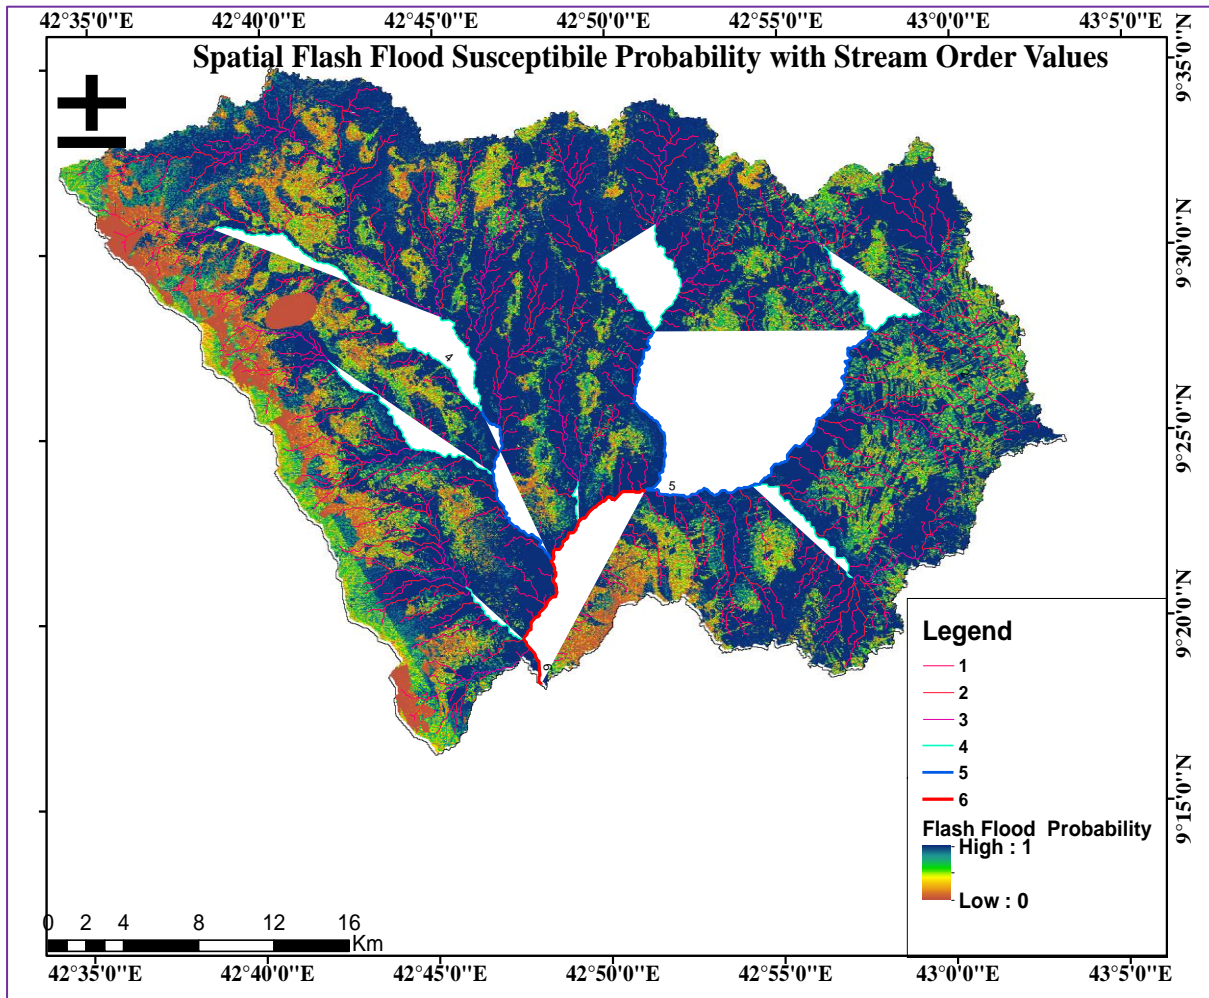 42°35'0"E 42°40'0"E 42°45'0"E 42°50'0"E 42°55'0"E 43°0'0"E 43°5'0"E
Spatial Flash Flood Susceptibile Probability with Stream Order Values
9°35'0"N
9°30'0"N
9°25'0"N
9°20'0"N
9°15'0"N
4
5
6
Legend
1
2
3
4
5
6
Flash Flood Probability
High : 1
Low : 0
0 2 4 8 12 16
Km
42°35'0"E 42°40'0"E 42°45'0"E 42°50'0"E 42°55'0"E 43°0'0"E 43°5'0"E